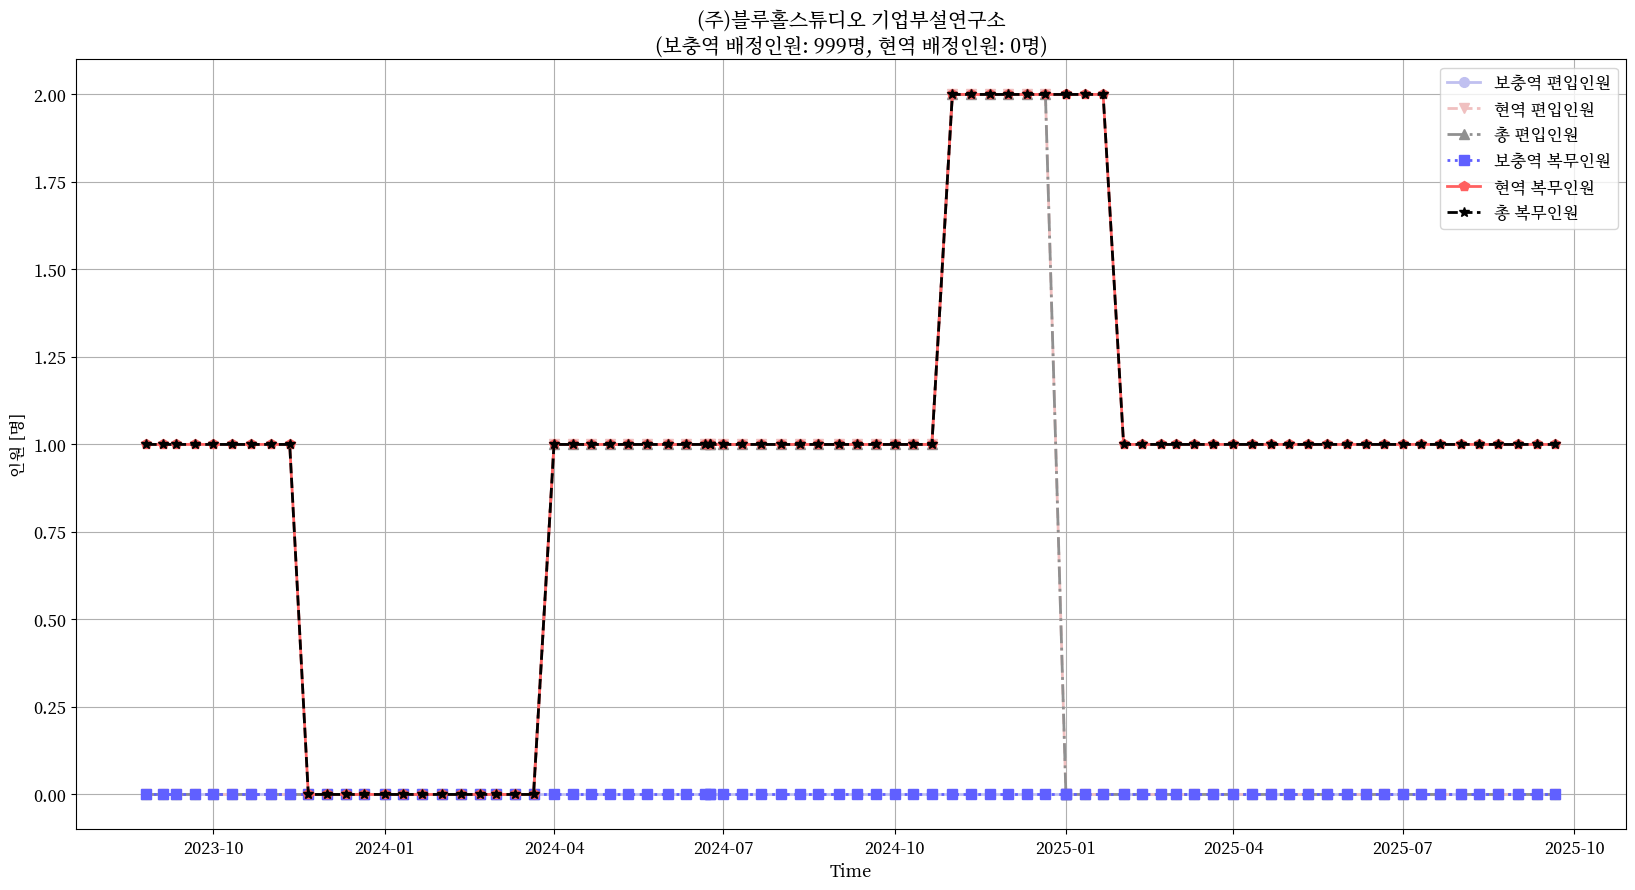 (주)블루홀스튜디오 기업부설연구소
(보충역 배정인원: 999명, 현역 배정인원: 0명)
보충역 편입인원
현역 편입인원
총 편입인원
보충역 복무인원
현역 복무인원
총 복무인원
인원 [명]
2.00
1.75
1.50
1.25
1.00
0.75
0.50
0.25
0.00
2023-10
2024-01
2024-04
2024-07
2024-10
2025-01
2025-04
2025-07
2025-10
Time